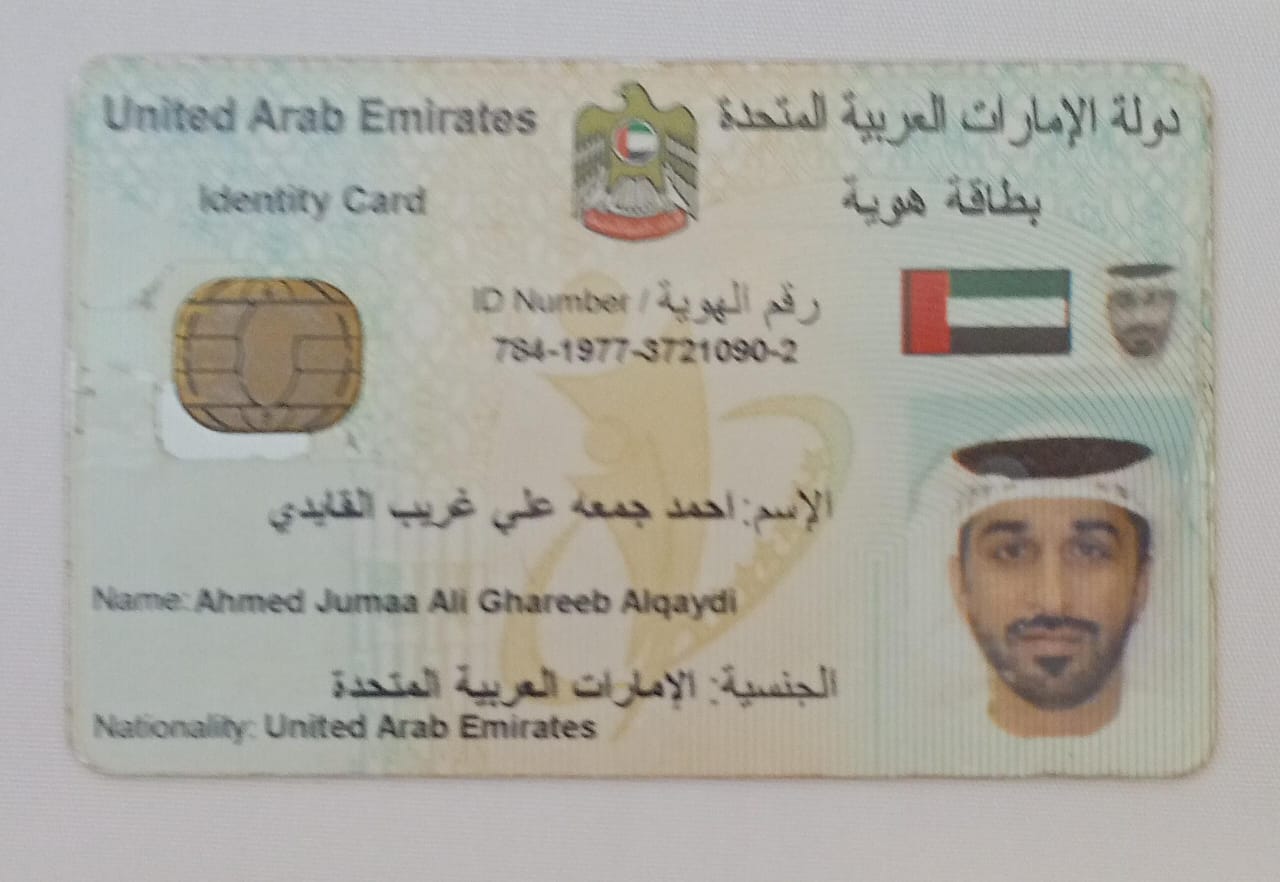 United Arab Emirates
دولة الإمارات العربية المتحدة
Identity Card
بطاقة هوية
ID Number / رقم الهوية
784-1977-3721090-2
الإسم: احمد جمعه علي غريب القايدي
Name: Ahmed Jumaa Ali Ghareeb Alqaydi
الجنسية: الإمارات العربية المتحدة
Nationality: United Arab Emirates